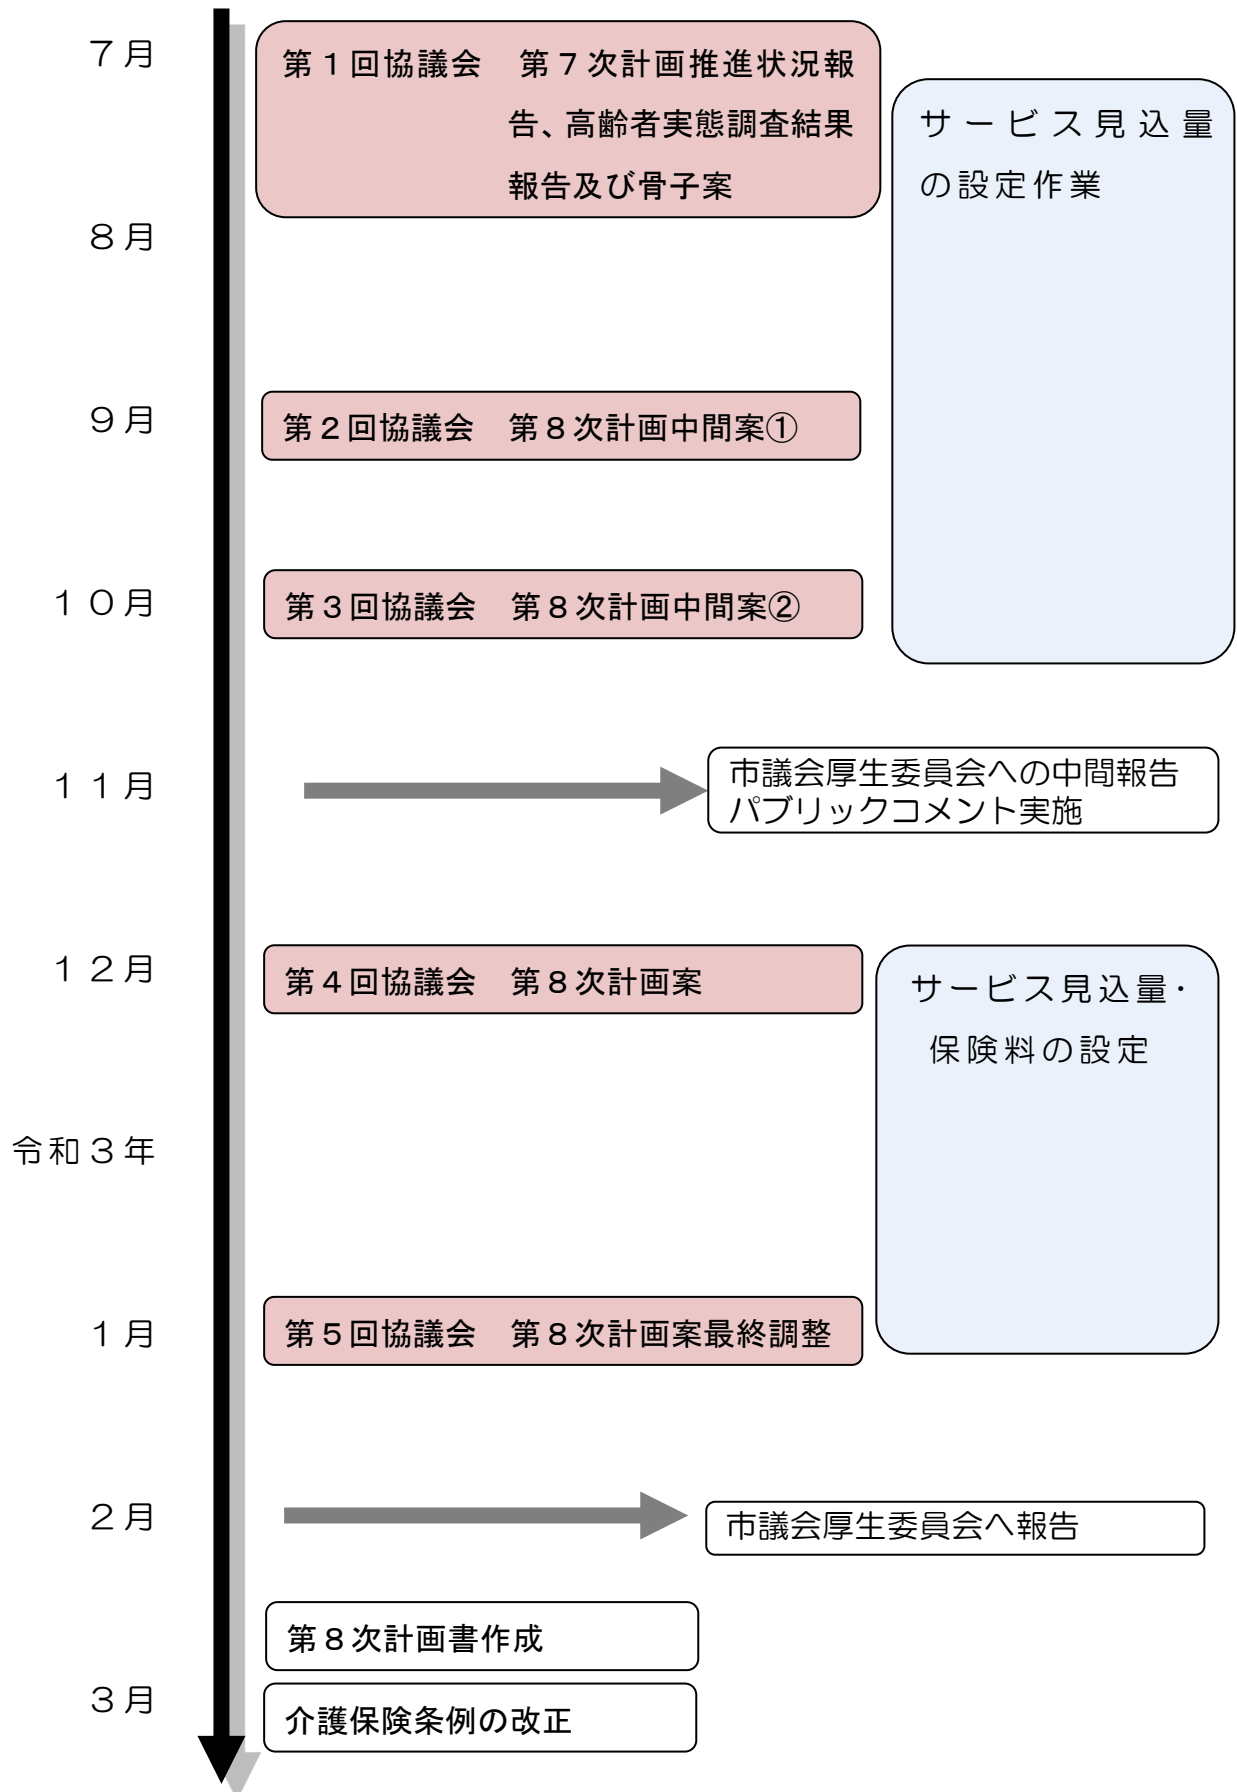 ７月
第１回協議会　第７次計画推進状況報
告、高齢者実態調査結果
報告及び骨子案
サービス見込量
の設定作業
８月
９月
第２回協議会　第８次計画中間案①
１０月
第３回協議会　第８次計画中間案②
１１月
市議会厚生委員会への中間報告
パブリックコメント実施
１２月
第４回協議会　第８次計画案
サービス見込量・
保険料の設定
令和３年
１月
第５回協議会　第８次計画案最終調整
２月
市議会厚生委員会へ報告
第８次計画書作成
３月
介護保険条例の改正